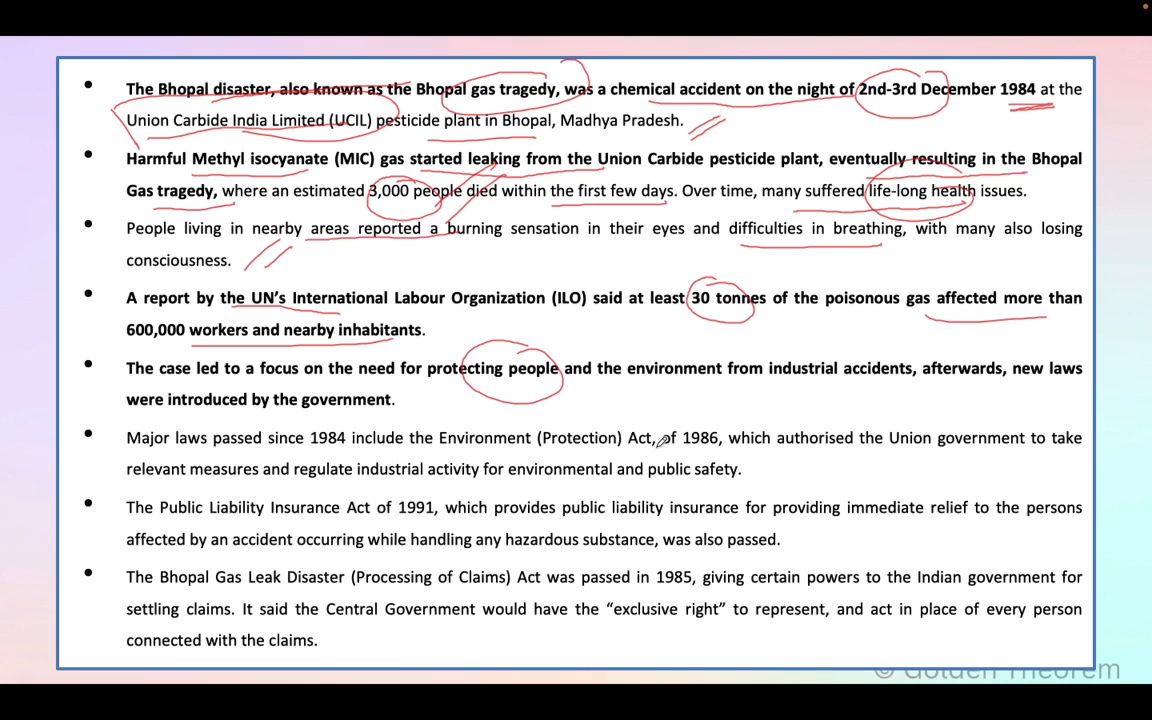 • The Bhopal disaster, also known as the Bhopal gas tragedy, was a chemical accident on the night of 2nd-3rd December 1984 at the
Union Carbide India Limited (UCIL) pesticide plant in Bhopal, Madhya Pradesh.
• Harmful Methyl isocyanate (MIC) gas started leaking from the Union Carbide pesticide plant, eventually resulting in the Bhopal
Gas tragedy, where an estimated 3,000 people died within the first few days. Over time, many suffered life-long health issues.
• People living in nearby areas reported a burning sensation in their eyes and difficulties in breathing, with many also losing
consciousness.
• A report by the UN’s International Labour Organization (ILO) said at least 30 tonnes of the poisonous gas affected more than
600,000 workers and nearby inhabitants.
• The case led to a focus on the need for protecting people and the environment from industrial accidents, afterwards, new laws
were introduced by the government.
• Major laws passed since 1984 include the Environment (Protection) Act, of 1986, which authorised the Union government to take
relevant measures and regulate industrial activity for environmental and public safety.
• The Public Liability Insurance Act of 1991, which provides public liability insurance for providing immediate relief to the persons
affected by an accident occurring while handling any hazardous substance, was also passed.
• The Bhopal Gas Leak Disaster (Processing of Claims) Act was passed in 1985, giving certain powers to the Indian government for
settling claims. It said the Central Government would have the “exclusive right” to represent, and act in place of every person
connected with the claims.
© Golden Theorem